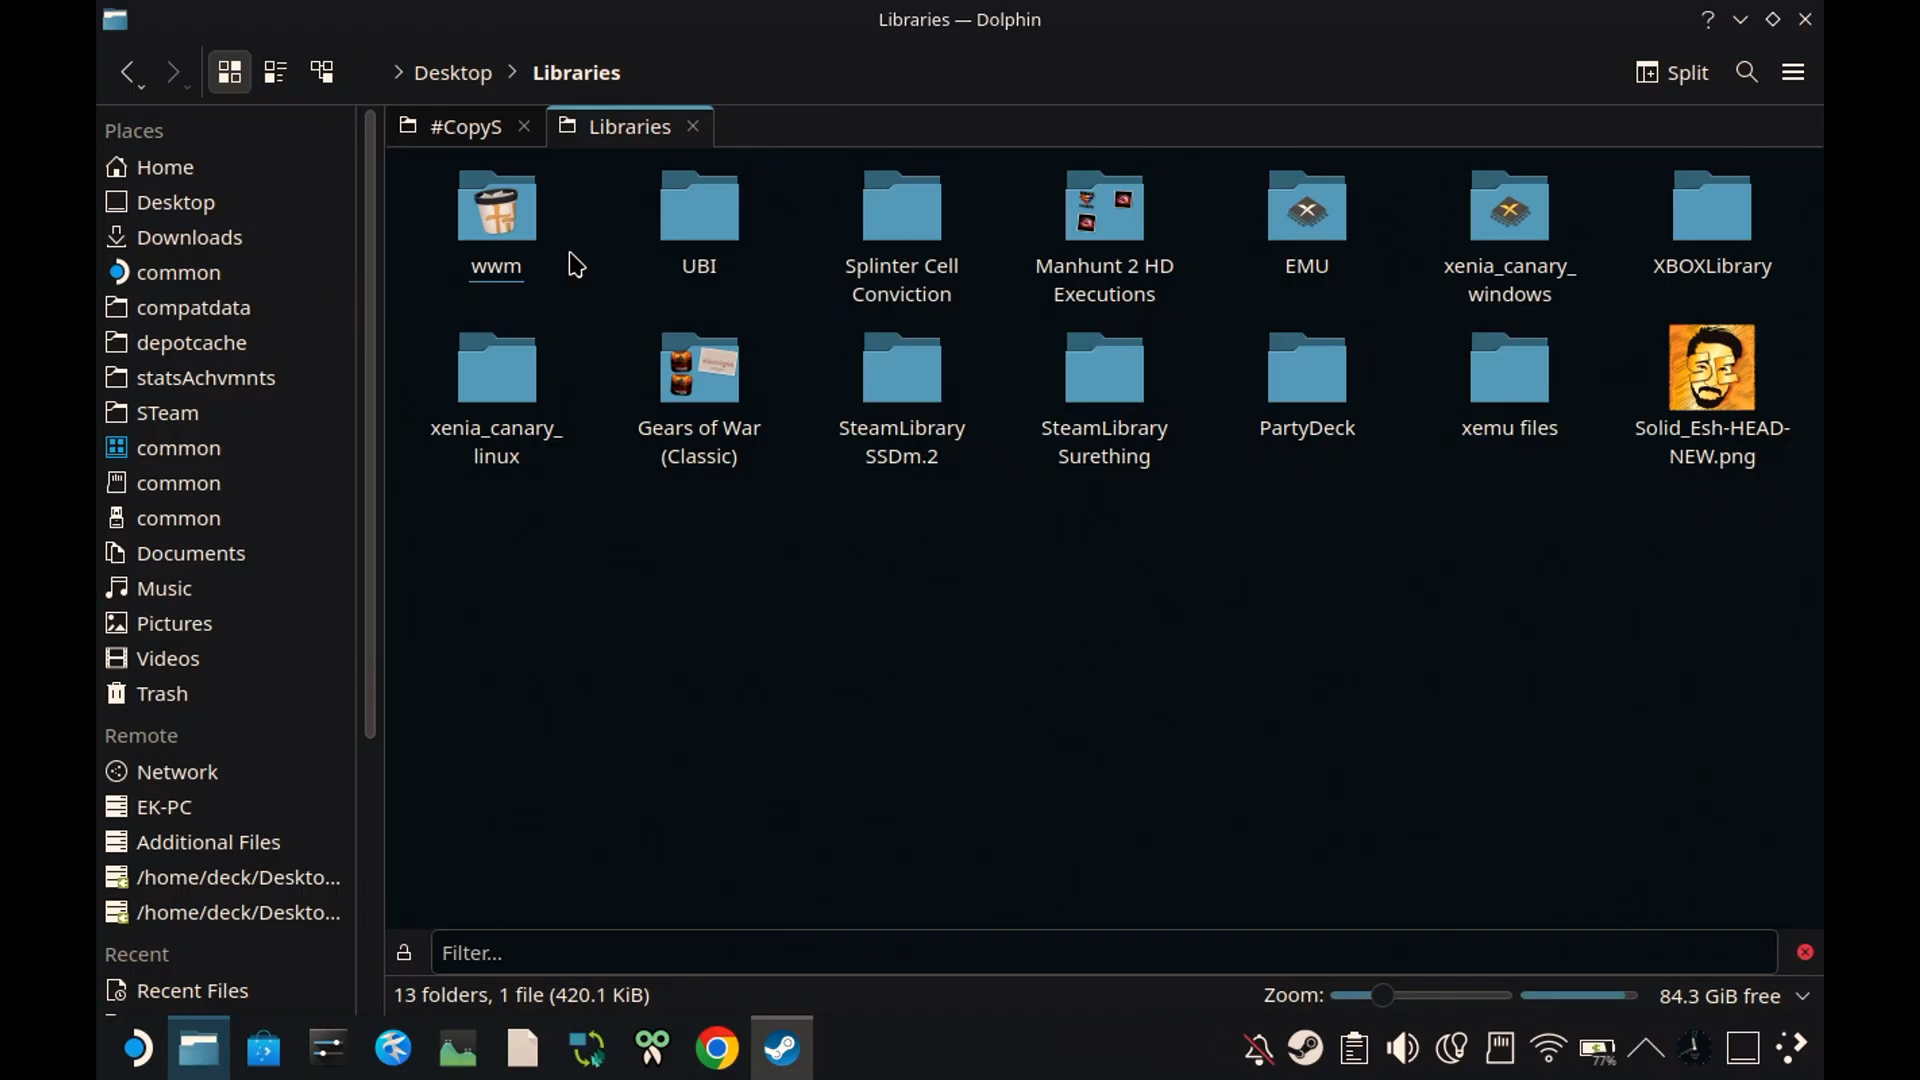 Libraries — Dolphin
Desktop
Libraries
Split
#CopyS
Libraries
Places
Home
Desktop
Downloads
common
compatdata
depotcache
statsAchvmnts
STeam
common
common
common
Documents
Music
Pictures
Videos
Trash
Remote
Network
EK-PC
Additional Files
/home/deck/Deskto...
/home/deck/Deskto...
Recent
Recent Files
wwm
UBI
Splinter Cell
Conviction
Manhunt 2 HD
Executions
EMU
xenia_canary_
windows
XBOXLibrary
xenia_canary_
linux
Gears of War
(Classic)
SteamLibrary
SSDm.2
SteamLibrary
Surething
PartyDeck
xemu files
Solid_Esh-HEAD-
NEW.png
Filter...
13 folders, 1 file (420.1 KiB)
Zoom:
84.3 GiB free
77%